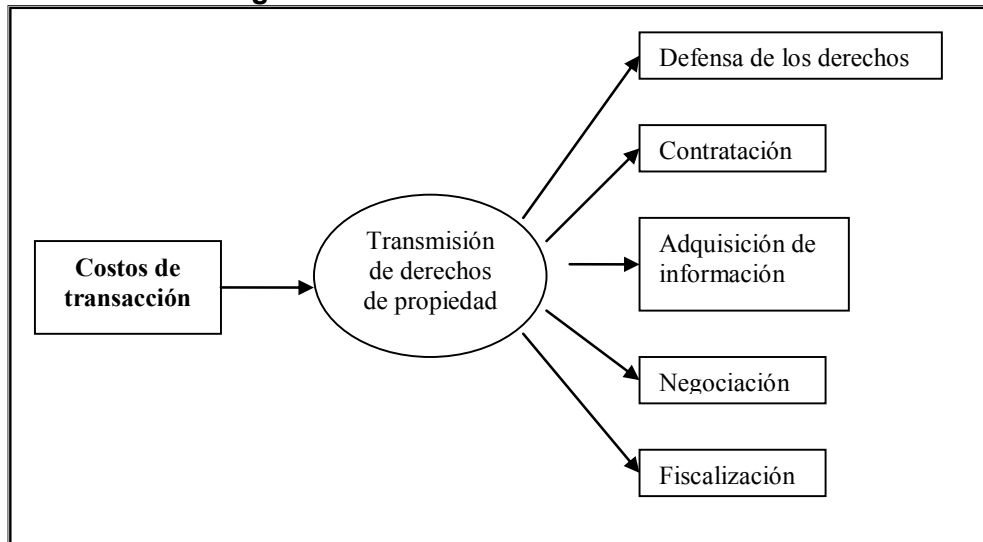 Defensa de los derechos
Contratación
Costos de
transacción
Transmisión
de derechos
de propiedad
Adquisición de
información
Negociación
Fiscalización